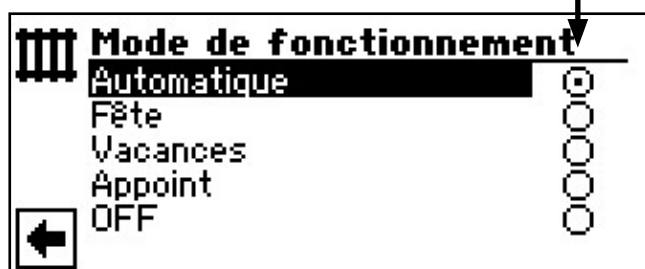 Mode de fonctionnement
Automatique
Fête
Vacances
Appoint
OFF